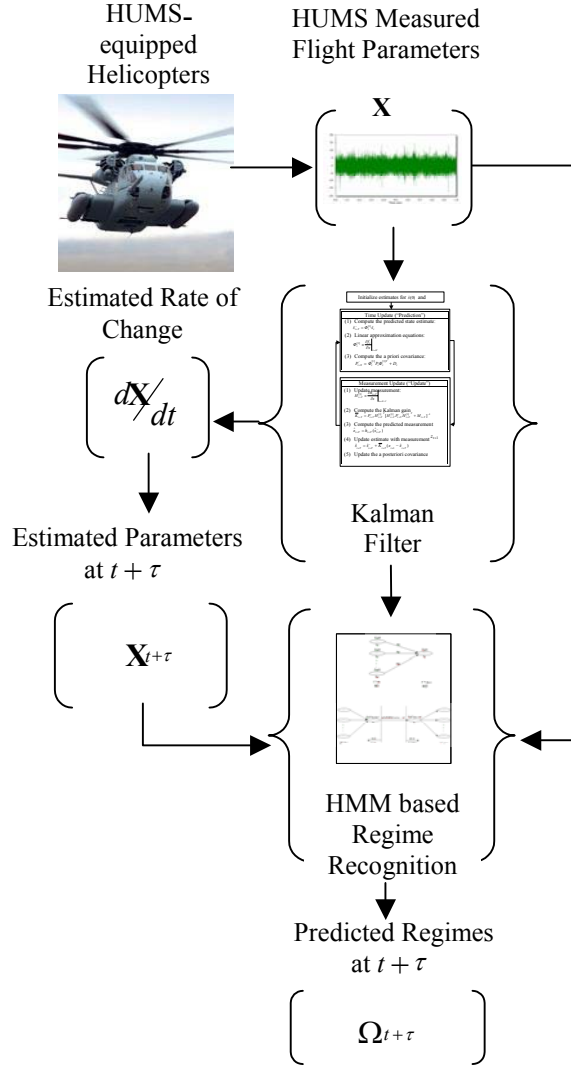 HUMS-
equipped
Helicopters
HUMS Measured
Flight Parameters
X
Estimated Rate of
Change
dX/dt
Initialize estimates for
Time Update ("Prediction")
(1) Compute the predicted state estimate:
(2) Linear approximation equations:
(3) Compute the a priori covariance:
Measurement Update ("Update")
(1) Update measurement:
(2) Compute the Kalman gain
(3) Compute the predicted measurement
(4) Update estimate with measurement
(5) Update the a posteriori covariance
Kalman
Filter
Estimated Parameters
at t + τ
X t+τ
HMM based
Regime
Recognition
Predicted Regimes
at t + τ
Ω t+τ